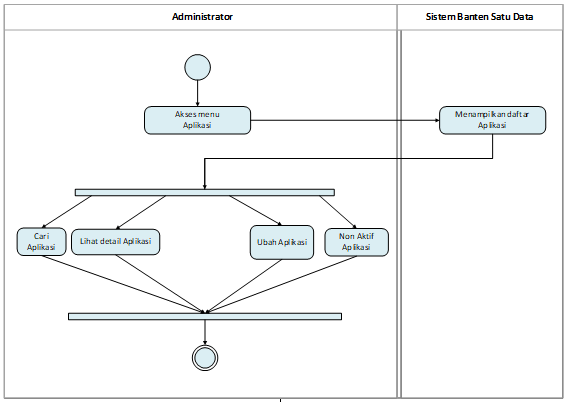 Administrator
Sistem Banten Satu Data
Akses menu
Aplikasi
Menampilkan daftar
Aplikasi
Cari
Aplikasi
Lihat detail Aplikasi
Ubah Aplikasi
Non Aktif
Aplikasi